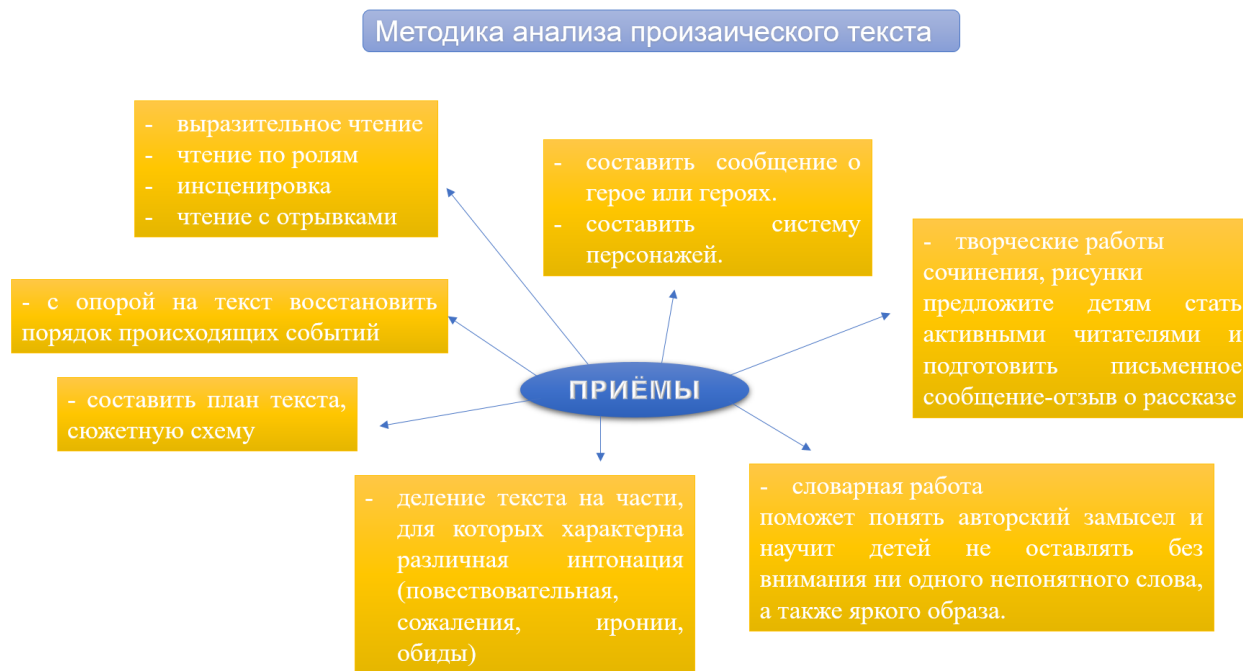 Методика анализа произаического текста
- выразительное чтение
- чтение по ролям
- инсценировка
- чтение с отрывками
- составить сообщение о
герое или героях.
- составить систему
персонажей.
- творческие работы
сочинения, рисунки
предложите детям стать
активными читателями и
подготовить письменное
сообщение-отзыв о рассказе
- с опорой на текст восстановить
порядок происходящих событий
ПРИЁМЫ
- составить план текста,
сюжетную схему
- деление текста на части,
для которых характерна
различная интонация
(повествовательная,
сожаления, иронии,
обиды)
- словарная работа
поможет понять авторский замысел и
научит детей не оставлять без
внимания ни одного непонятного слова,
а также яркого образа.